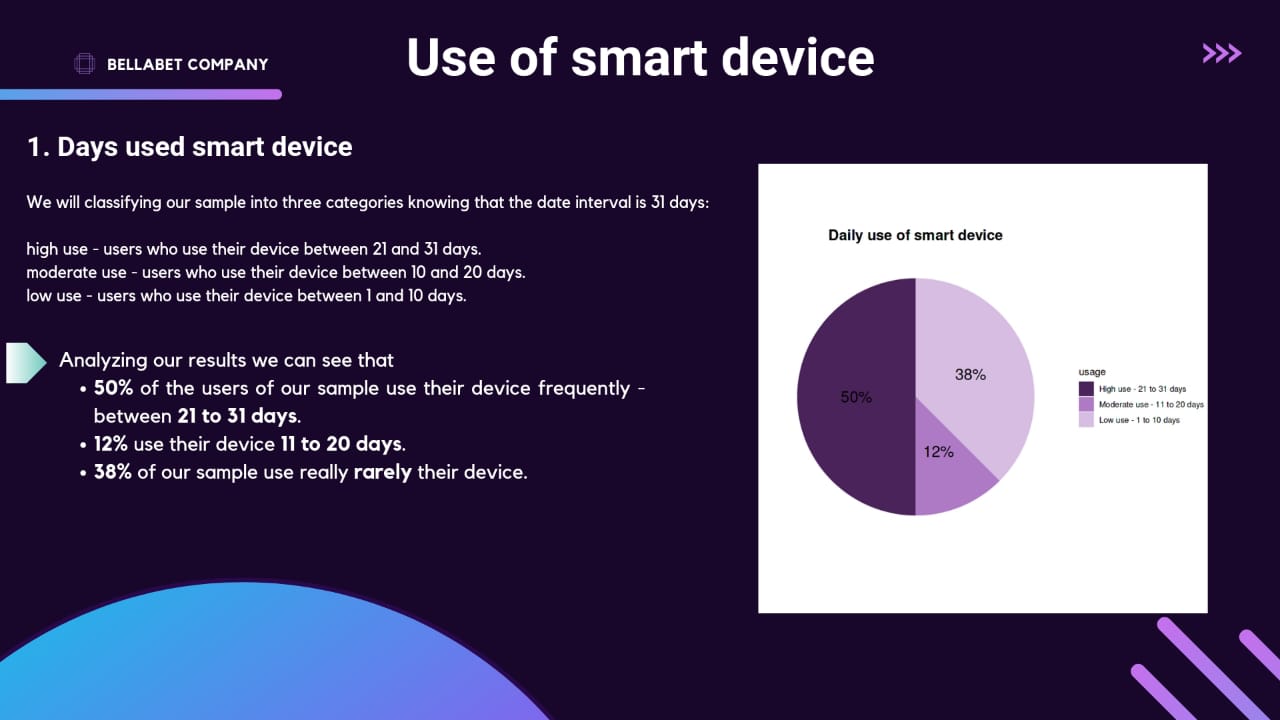 BELLABET COMPANY
Use of smart device
1. Days used smart device
We will classifying our sample into three categories knowing that the date interval is 31 days:
high use - users who use their device between 21 and 31 days.
moderate use - users who use their device between 10 and 20 days.
low use - users who use their device between 1 and 10 days.
Analyzing our results we can see that
• 50% of the users of our sample use their device frequently -
between 21 to 31 days.
• 12% use their device 11 to 20 days.
• 38% of our sample use really rarely their device.
Daily use of smart device
50%
38%
12%
usage
High use - 21 to 31 days
Moderate use - 11 to 20 days
Low use - 1 to 10 days